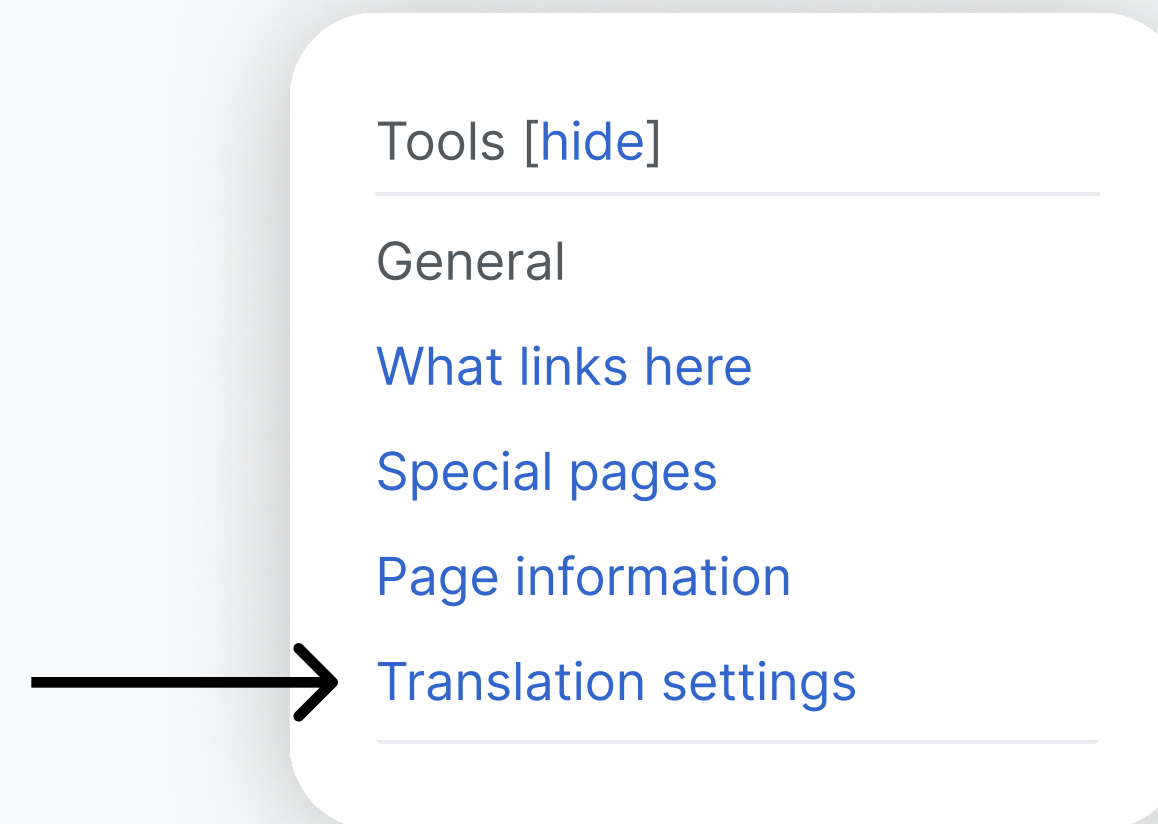 Tools [hide]
General
What links here
Special pages
Page information
Translation settings